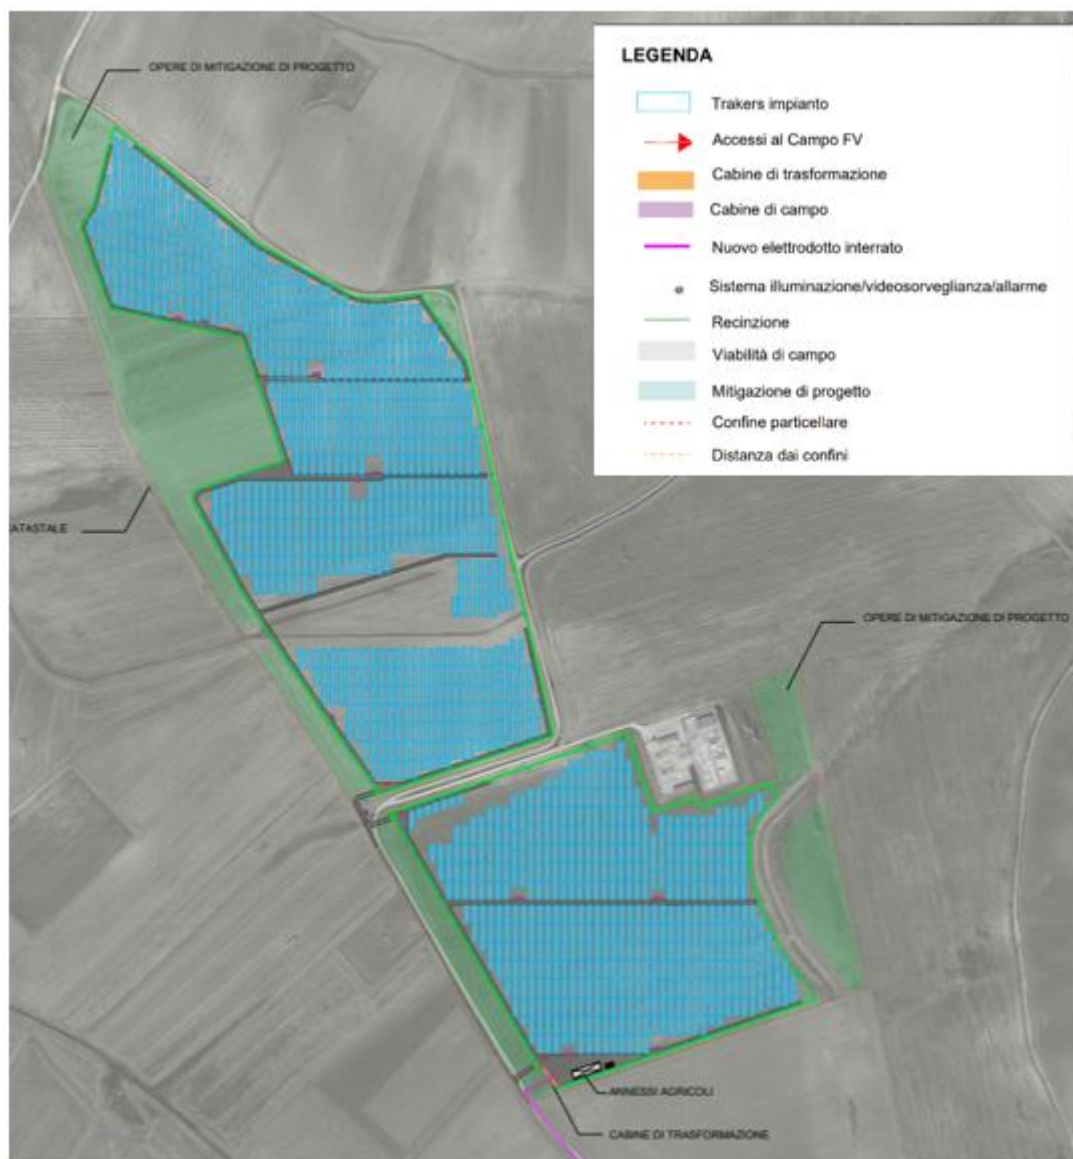 OPERE DI MITIGAZIONE DI PROGETTO
LEGENDA
Trakers impianto
Accessi al Campo FV
Cabine di trasformazione
Cabine di campo
Nuovo elettrodotto interrato
Sistema illuminazione/videosorveglianza/allarme
Recinzione
Viabilità di campo
Mitigazione di progetto
Confine particellare
Distanza dai confini
CATASTALE
OPERE DI MITIGAZIONE DI PROGETTO
ANNESSI AGRICOLI
CABINE DI TRASFORMAZIONE